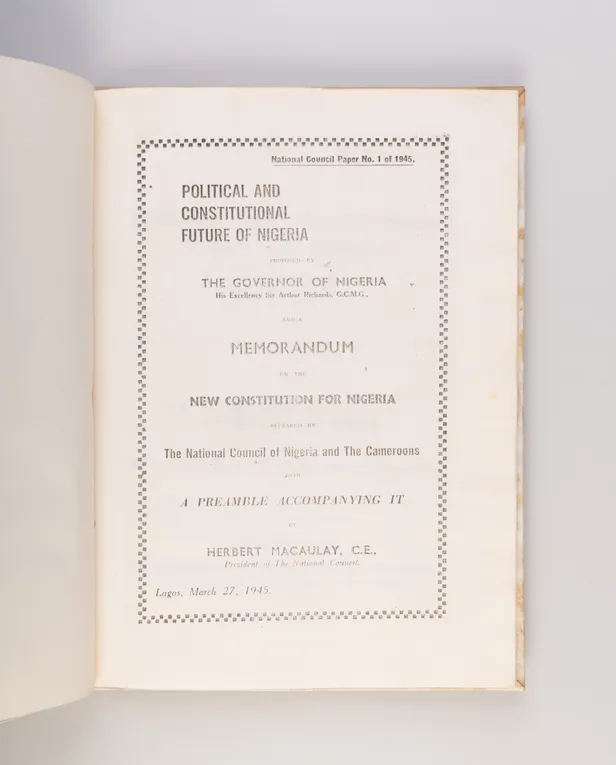 National Council Paper No. 1 of 1945.
POLITICAL AND
CONSTITUTIONAL
FUTURE OF NIGERIA
PROPOSED BY
THE GOVERNOR OF NIGERIA
His Excellency Sir Arthur Richards, G.C.M.G.,
AND A
MEMORANDUM
ON THE
NEW CONSTITUTION FOR NIGERIA
PREPARED BY
The National Council of Nigeria and The Cameroons
WITH
A PREAMBLE ACCOMPANYING IT
BY
HERBERT MACAULAY, C.E.,
President of The National Council.
Lagos, March 27, 1945.